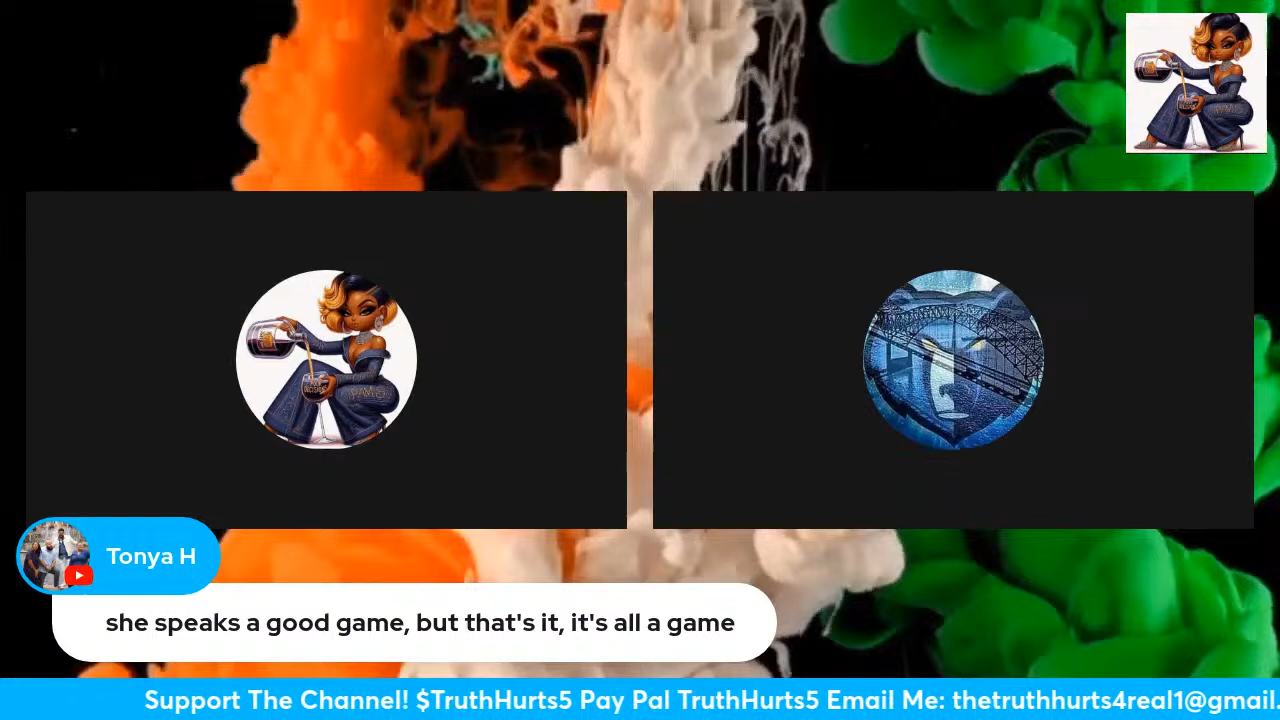 Tonya H
she speaks a good game, but that's it, it's all a game
Support The Channel! $TruthHurts5 Pay Pal TruthHurts5 Email Me: thetruthhurts4real1@gmail.